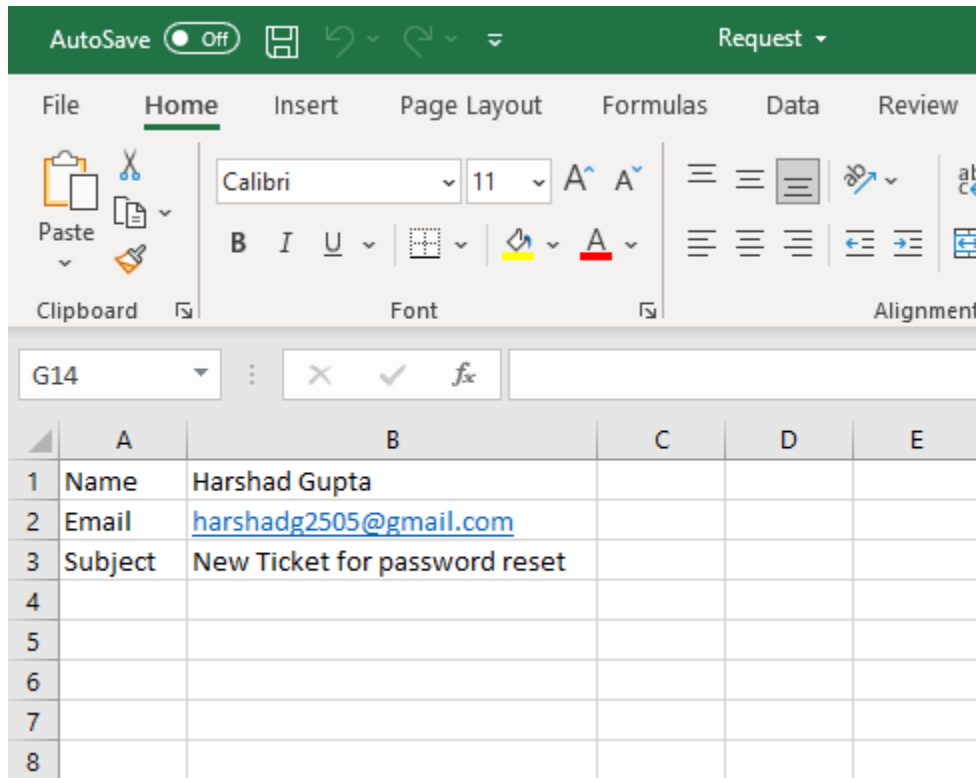 AutoSave Off Request
File Home Insert Page Layout Formulas Data Review
Calibri 11 A A ab
Paste B I U A
Clipboard Font Alignment
G14 fx
A B C D E
1 Name Harshad Gupta
2 Email harshadg2505@gmail.com
3 Subject New Ticket for password reset
4
5
6
7
8